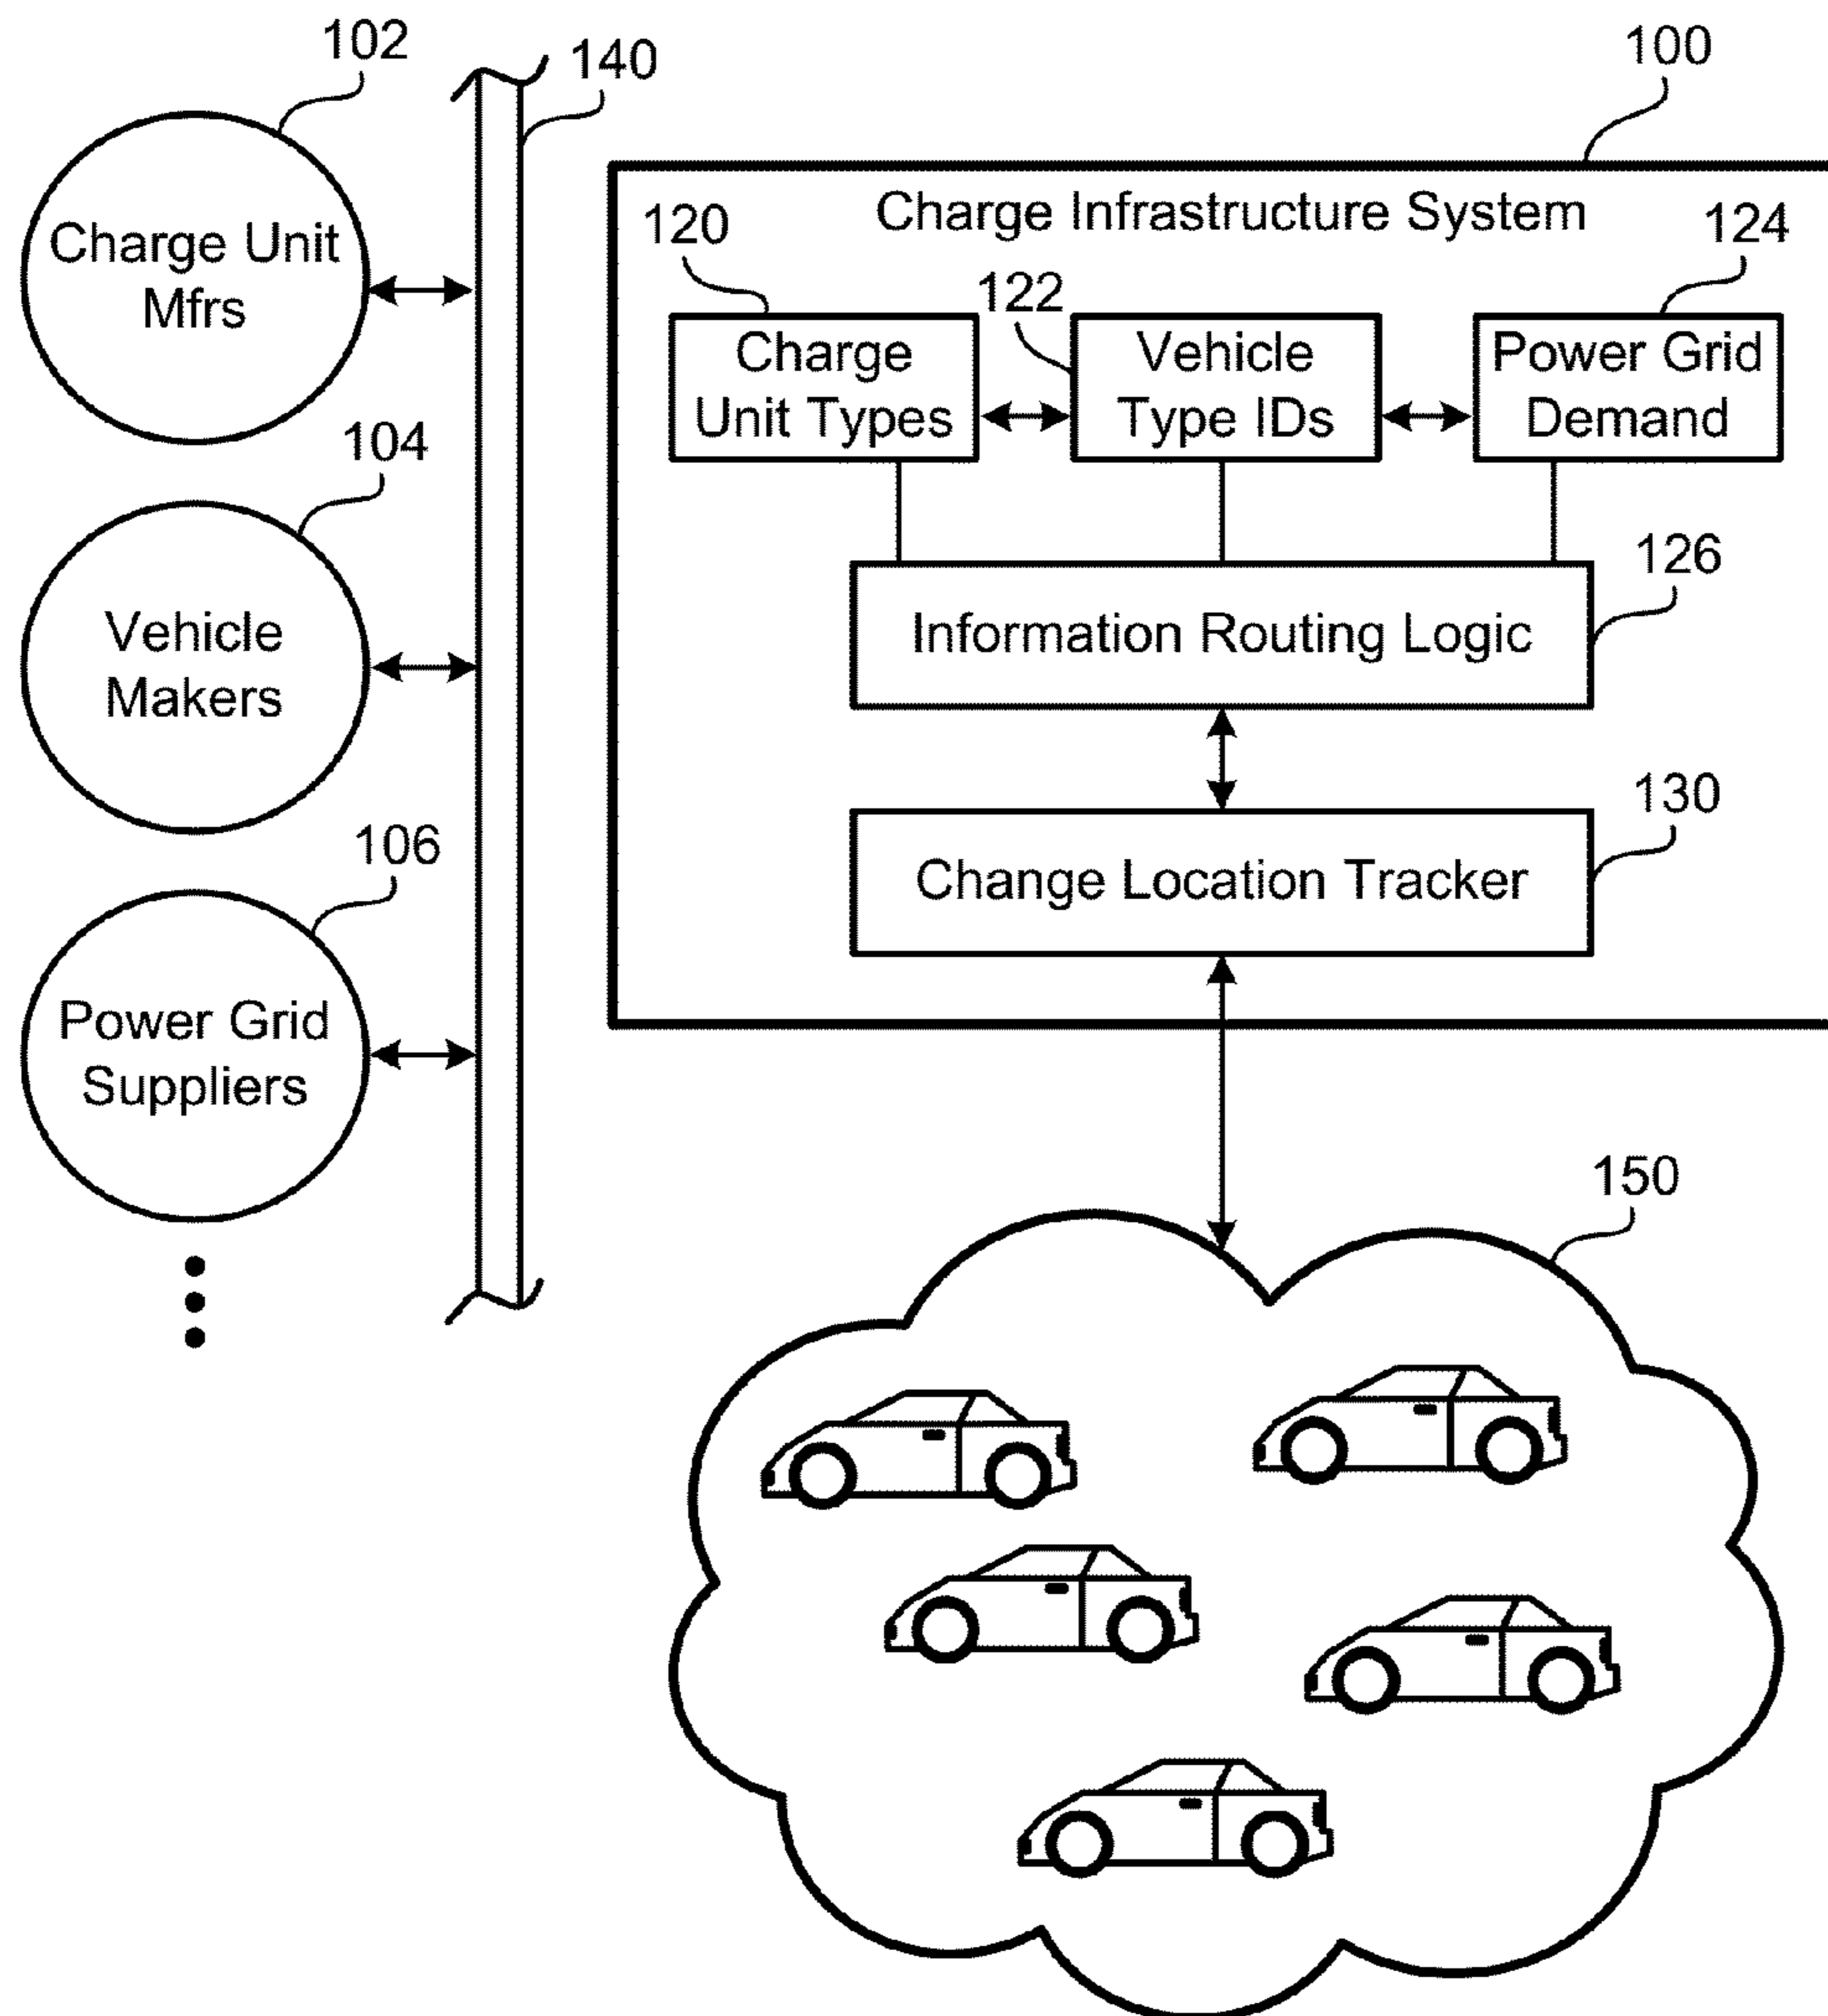 102
140
100
Charge Unit
Mfrs
Charge Infrastructure System
120
122
124
Charge
Unit Types
Vehicle
Type IDs
Power Grid
Demand
104
Vehicle
Makers
126
Information Routing Logic
130
Change Location Tracker
106
Power Grid
Suppliers
150